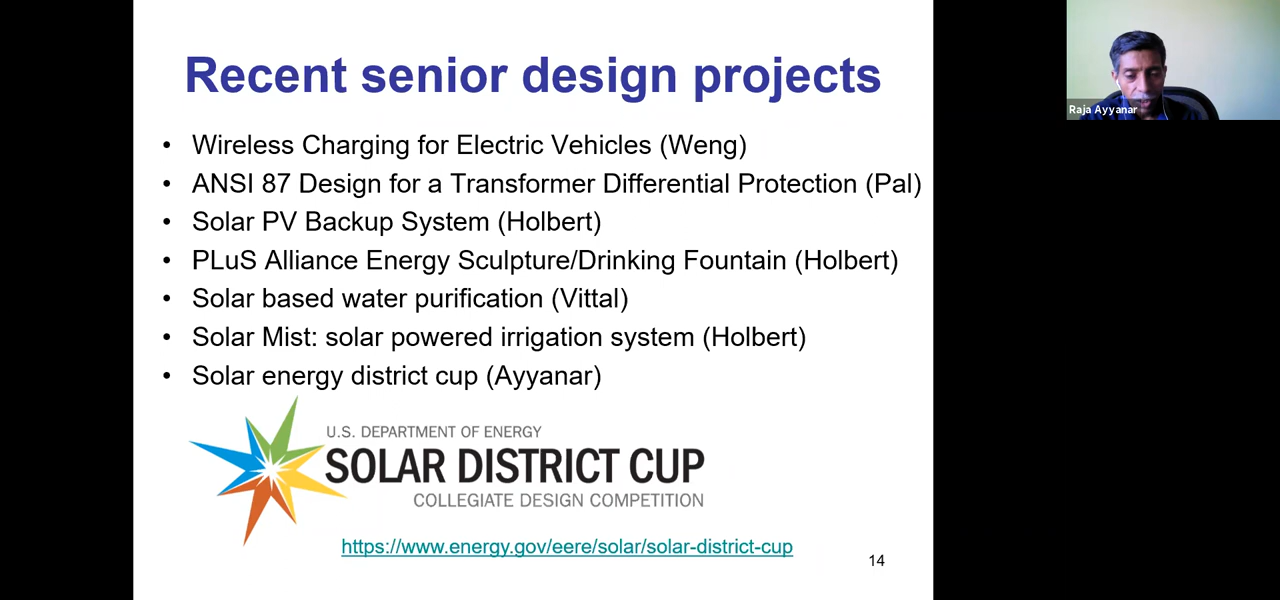 Recent senior design projects
• Wireless Charging for Electric Vehicles (Weng)
• ANSI 87 Design for a Transformer Differential Protection (Pal)
• Solar PV Backup System (Holbert)
• PLuS Alliance Energy Sculpture/Drinking Fountain (Holbert)
• Solar based water purification (Vittal)
• Solar Mist: solar powered irrigation system (Holbert)
• Solar energy district cup (Ayyanar)
U.S. DEPARTMENT OF ENERGY
SOLAR DISTRICT CUP
COLLEGIATE DESIGN COMPETITION
https://www.energy.gov/eere/solar/solar-district-cup
14
Raja Ayyanar